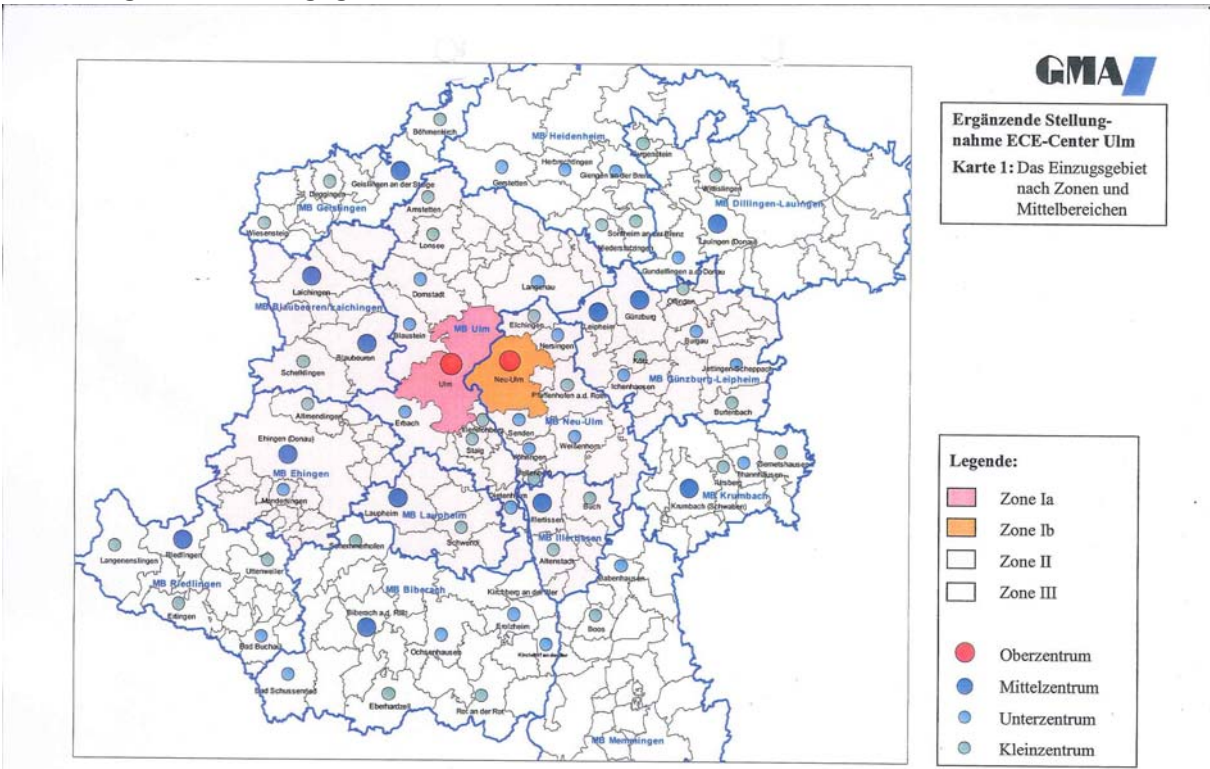 GMA
Ergänzende Stellung-
nahme ECE-Center Ulm
Karte 1: Das Einzugsgebiet
nach Zonen und
Mittelbereichen
Böhmenkirch
MB Heidenheim
Geislingen an der Steige
Gerstetten
Herbrechtingen
Giengen an der Brenz
Deggingen
MB Geislingen
Wiesensteig
Amstetten
Lonsee
Wittislingen
MB Dillingen-Lauingen
Sontheim an der Brenz
Niederstotzingen
Lauingen (Donau)
Gundelfingen a.d. Donau
Laichingen
MB Blaubeuren/Laichingen
Dornstadt
Langenau
Offingen
Günzburg
Leipheim
Elchingen
Blaustein
MB Ulm
Nersingen
Burgau
Blaubeuren
Schelklingen
Ulm
Neu-Ulm
Kötz
Jettingen-Scheppach
Ichenhausen
MB Günzburg-Leipheim
Pfaffenhofen a.d. Roth
Burtenbach
Allmendingen
Erbach
Senden
MB Neu-Ulm
Weißenhorn
Staig
Ehingen (Donau)
MB Ehingen
Munderkingen
Vöhringen
Thannhausen
MB Krumbach
Krumbach (Schwaben)
Laupheim
MB Laupheim
Dietenheim
Illertissen
Buch
MB Illertissen
Schwendi
Altenstadt
Schemmerhofen
Langenenslingen
Riedlingen
Uttenweiler
MB Riedlingen
Ertingen
Bad Buchau
MB Biberach
Biberach a.d. Riß
Kirchberg an der Iller
Babenhausen
Erolzheim
Boos
Ochsenhausen
Bad Schussenried
Eberhardzell
Rot an der Rot
MB Memmingen
Legende:
Zone Ia
Zone Ib
Zone II
Zone III
Oberzentrum
Mittelzentrum
Unterzentrum
Kleinzentrum